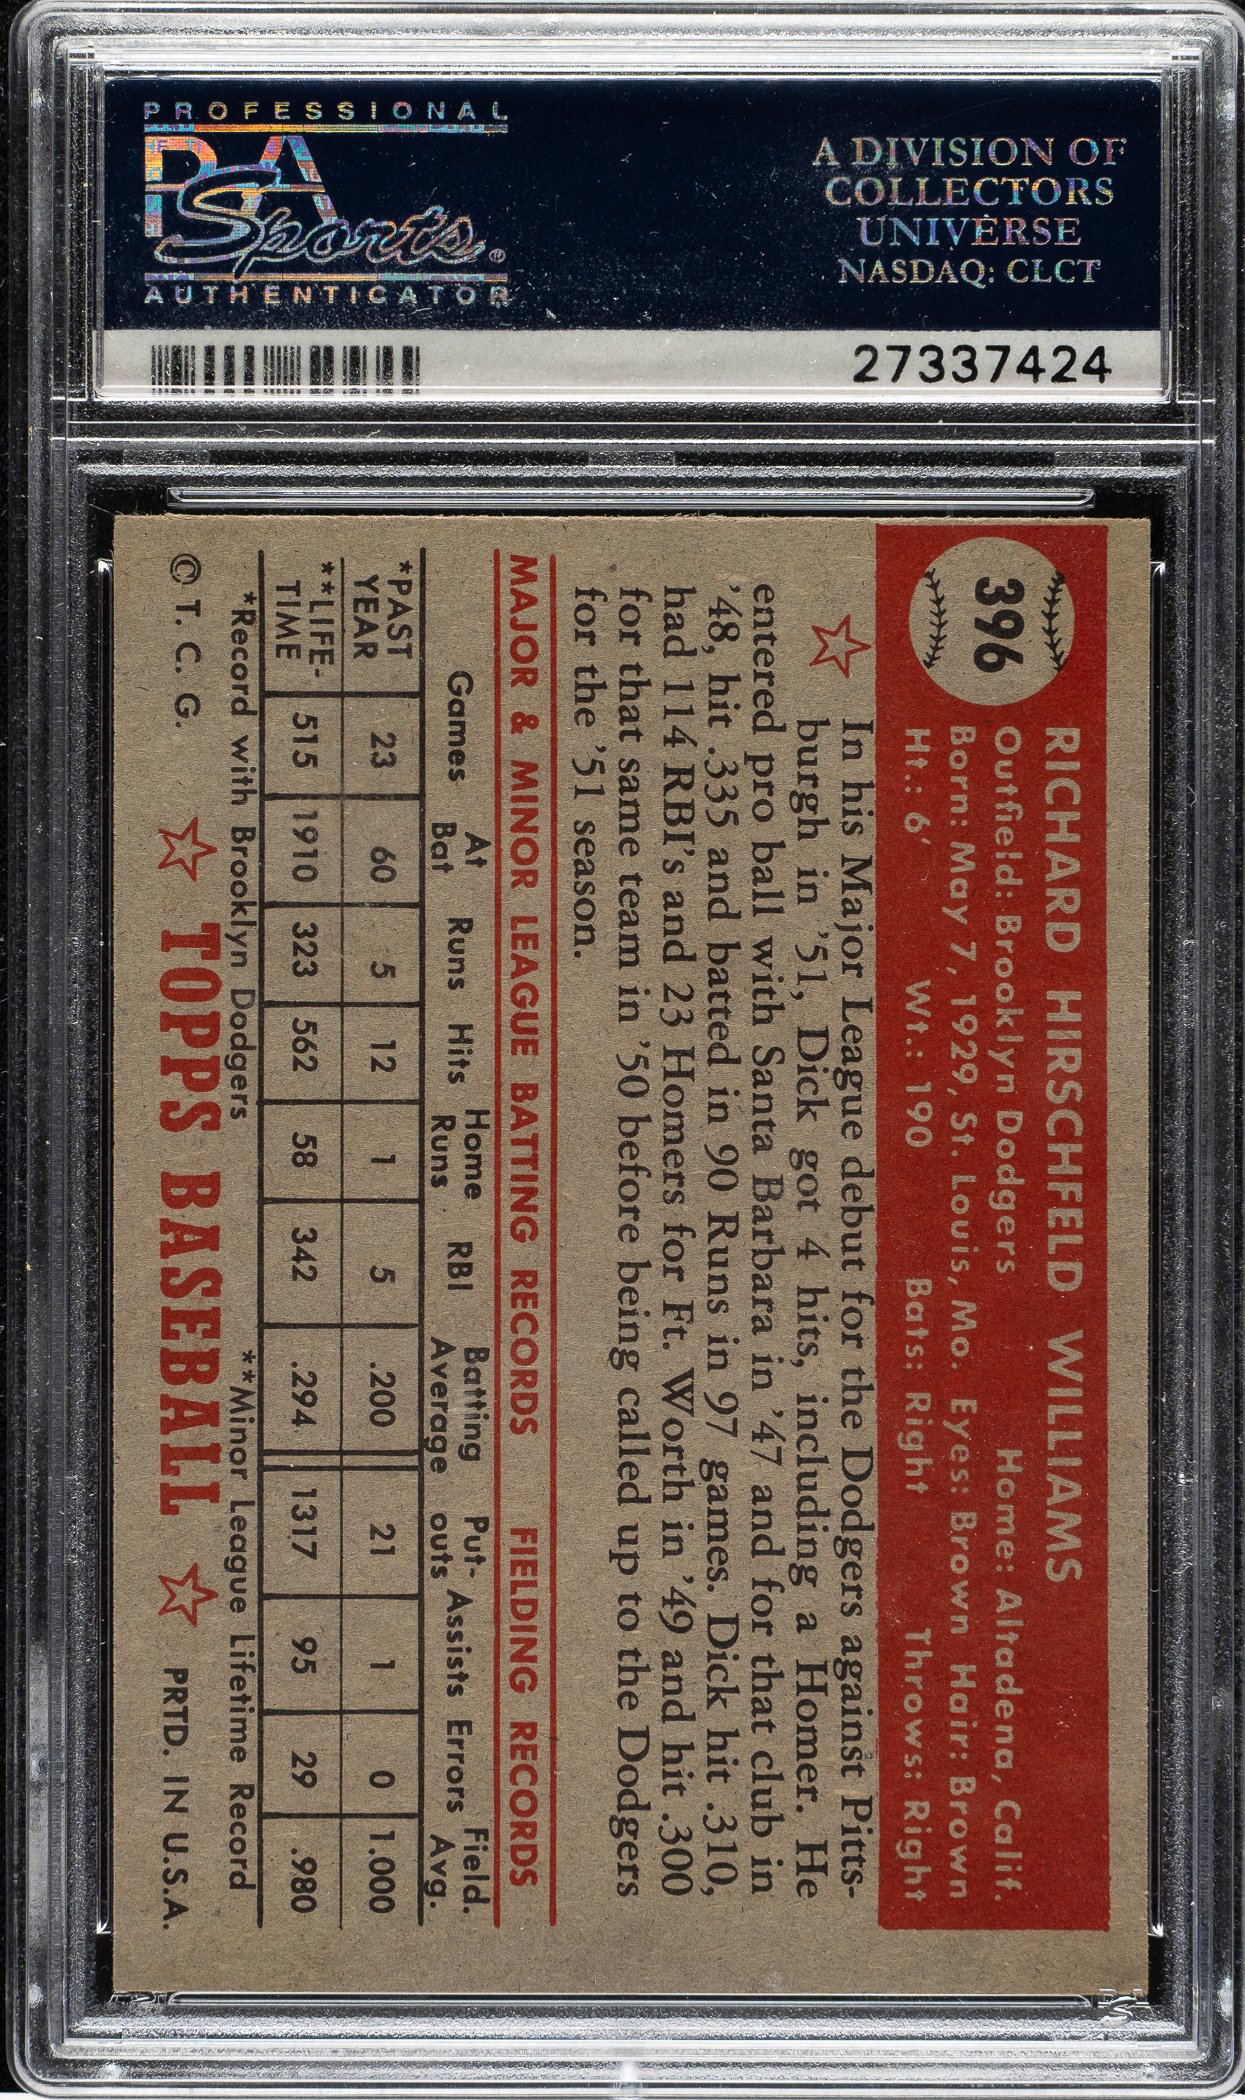 PROFESSIONAL
PSA
Sports
AUTHENTICATOR
A DIVISION OF
COLLECTORS
UNIVERSE
NASDAQ: CLCT
27337424
396
RICHARD HIRSCHFELD WILLIAMS
Outfield: Brooklyn Dodgers Home: Altadena, Calif.
Born: May 7, 1929, St. Louis, Mo. Eyes: Brown Hair: Brown
Ht.: 6' Wt.: 190 Bats: Right Throws: Right
In his Major League debut for the Dodgers against Pitts-
burgh in '51, Dick got 4 hits, including a Homer. He
entered pro ball with Santa Barbara in '47 and for that club in
'48, hit .335 and batted in 90 Runs in 97 games. Dick hit .310,
had 114 RBI's and 23 Homers for Ft. Worth in '49 and hit .300
for that same team in '50 before being called up to the Dodgers
for the '51 season.
MAJOR & MINOR LEAGUE BATTING RECORDS FIELDING RECORDS
Games At Bat Runs Hits Home Runs RBI Batting Average Put-outs Assists Errors Field. Avg.
*PAST YEAR 23 60 5 12 1 5 .200 21 1 0 1.000
**LIFE-TIME 515 1910 323 562 58 342 .294 1317 95 29 .980
*Record with Brooklyn Dodgers **Minor League Lifetime Record
© T. C. G. TOPPS BASEBALL PRTD. IN U.S.A.